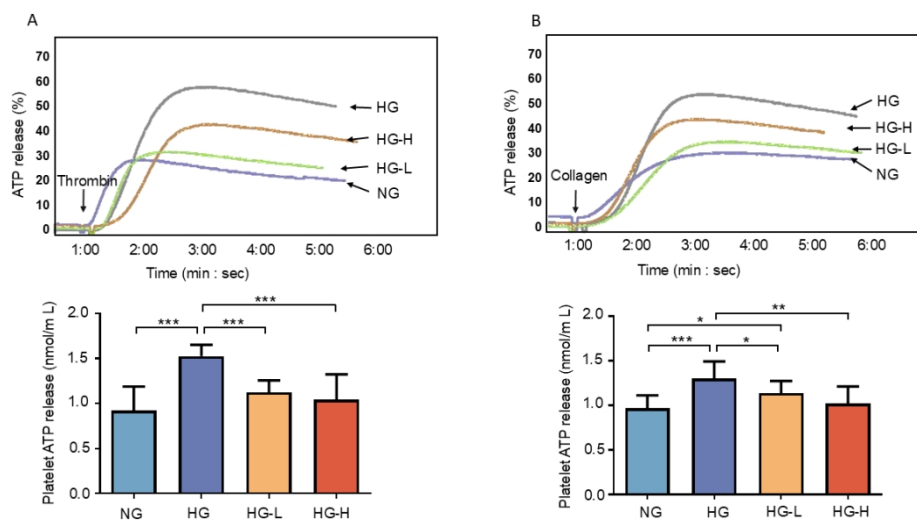 A
70
60
50
40
30
20
10
0
ATP release (%)
Thrombin
HG
HG-H
HG-L
NG
1:00 2:00 3:00 4:00 5:00 6:00
Time (min : sec)
2.0
1.5
1.0
0.5
0.0
Platelet ATP release (nmol/m L)
***
*** ***
NG HG HG-L HG-H
B
70
60
50
40
30
20
10
0
ATP release (%)
Collagen
HG
HG-H
HG-L
NG
1:00 2:00 3:00 4:00 5:00 6:00
Time (min : sec)
2.0
1.5
1.0
0.5
0.0
Platelet ATP release (nmol/m L)
**
*
*** *
NG HG HG-L HG-H